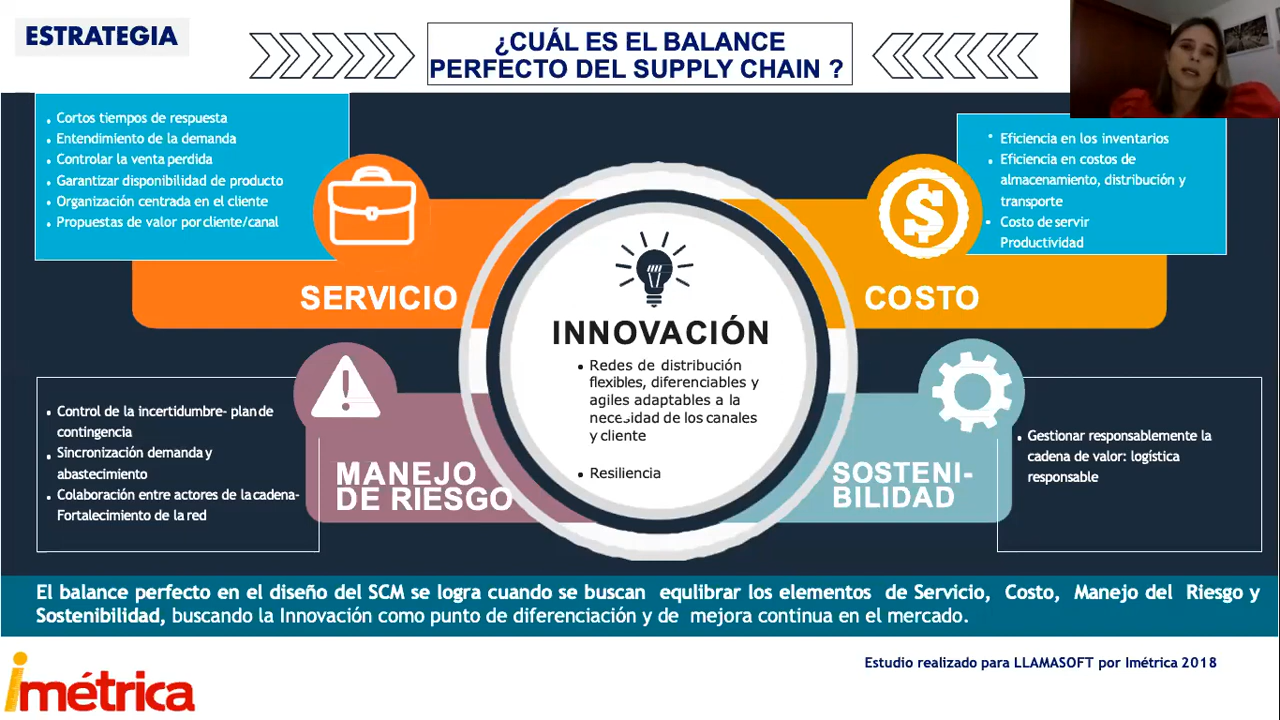 ESTRATEGIA
¿CUÁL ES EL BALANCE
PERFECTO DEL SUPPLY CHAIN ?
• Cortos tiempos de respuesta
• Entendimiento de la demanda
• Controlar la venta perdida
• Garantizar disponibilidad de producto
• Organización centrada en el cliente
• Propuestas de valor por cliente/canal
SERVICIO
• Eficiencia en los inventarios
• Eficiencia en costos de
almacenamiento, distribución y
transporte
• Costo de servir
Productividad
COSTO
INNOVACIÓN
• Redes de distribución
flexibles, diferenciables y
agiles adaptables a la
necesidad de los canales
y cliente
• Resiliencia
• Control de la incertidumbre- plan de
contingencia
• Sincronización demanda y
abastecimiento
• Colaboración entre actores de la cadena-
Fortalecimiento de la red
MANEJO
DE RIESGO
SOSTENI-
BILIDAD
• Gestionar responsablemente la
cadena de valor: logística
responsable
El balance perfecto en el diseño del SCM se logra cuando se buscan equlibrar los elementos de Servicio, Costo, Manejo del Riesgo y
Sostenibilidad, buscando la Innovación como punto de diferenciación y de mejora continua en el mercado.
Estudio realizado para LLAMASOFT por Imétrica 2018
imétrica